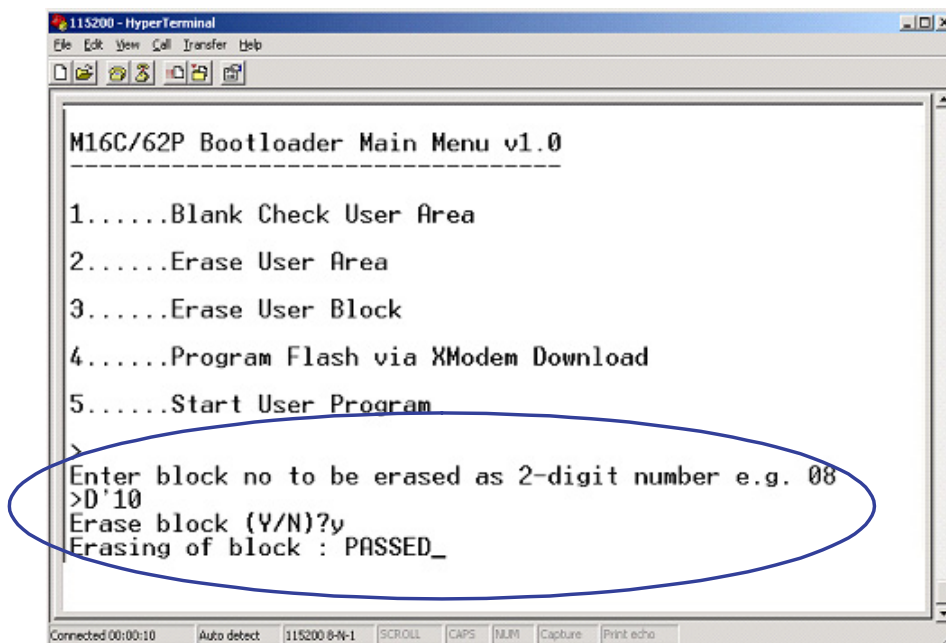 115200 - HyperTerminal
File Edit View Call Transfer Help
M16C/62P Bootloader Main Menu v1.0
----------------------------------
1......Blank Check User Area
2......Erase User Area
3......Erase User Block
4......Program Flash via XModem Download
5......Start User Program
>
Enter block no to be erased as 2-digit number e.g. 08
>D'10
Erase block (Y/N)?y
Erasing of block : PASSED_
Connected 00:00:10 Auto detect 115200 8-N-1 SCROLL CAPS NUM Capture Print echo